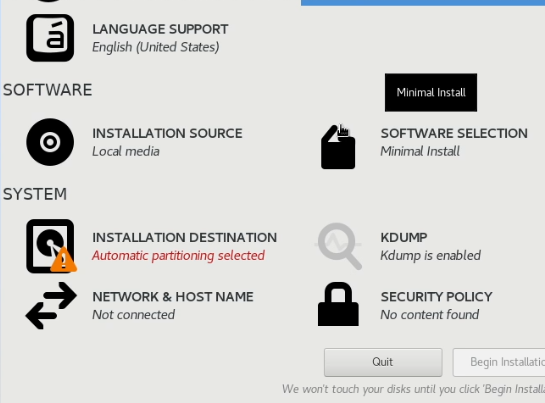 LANGUAGE SUPPORT
English (United States)
SOFTWARE
Minimal Install
INSTALLATION SOURCE
Local media
SOFTWARE SELECTION
Minimal Install
SYSTEM
INSTALLATION DESTINATION
Automatic partitioning selected
KDUMP
Kdump is enabled
NETWORK & HOST NAME
Not connected
SECURITY POLICY
No content found
Quit
Begin Installatio
We won't touch your disks until you click 'Begin Installa